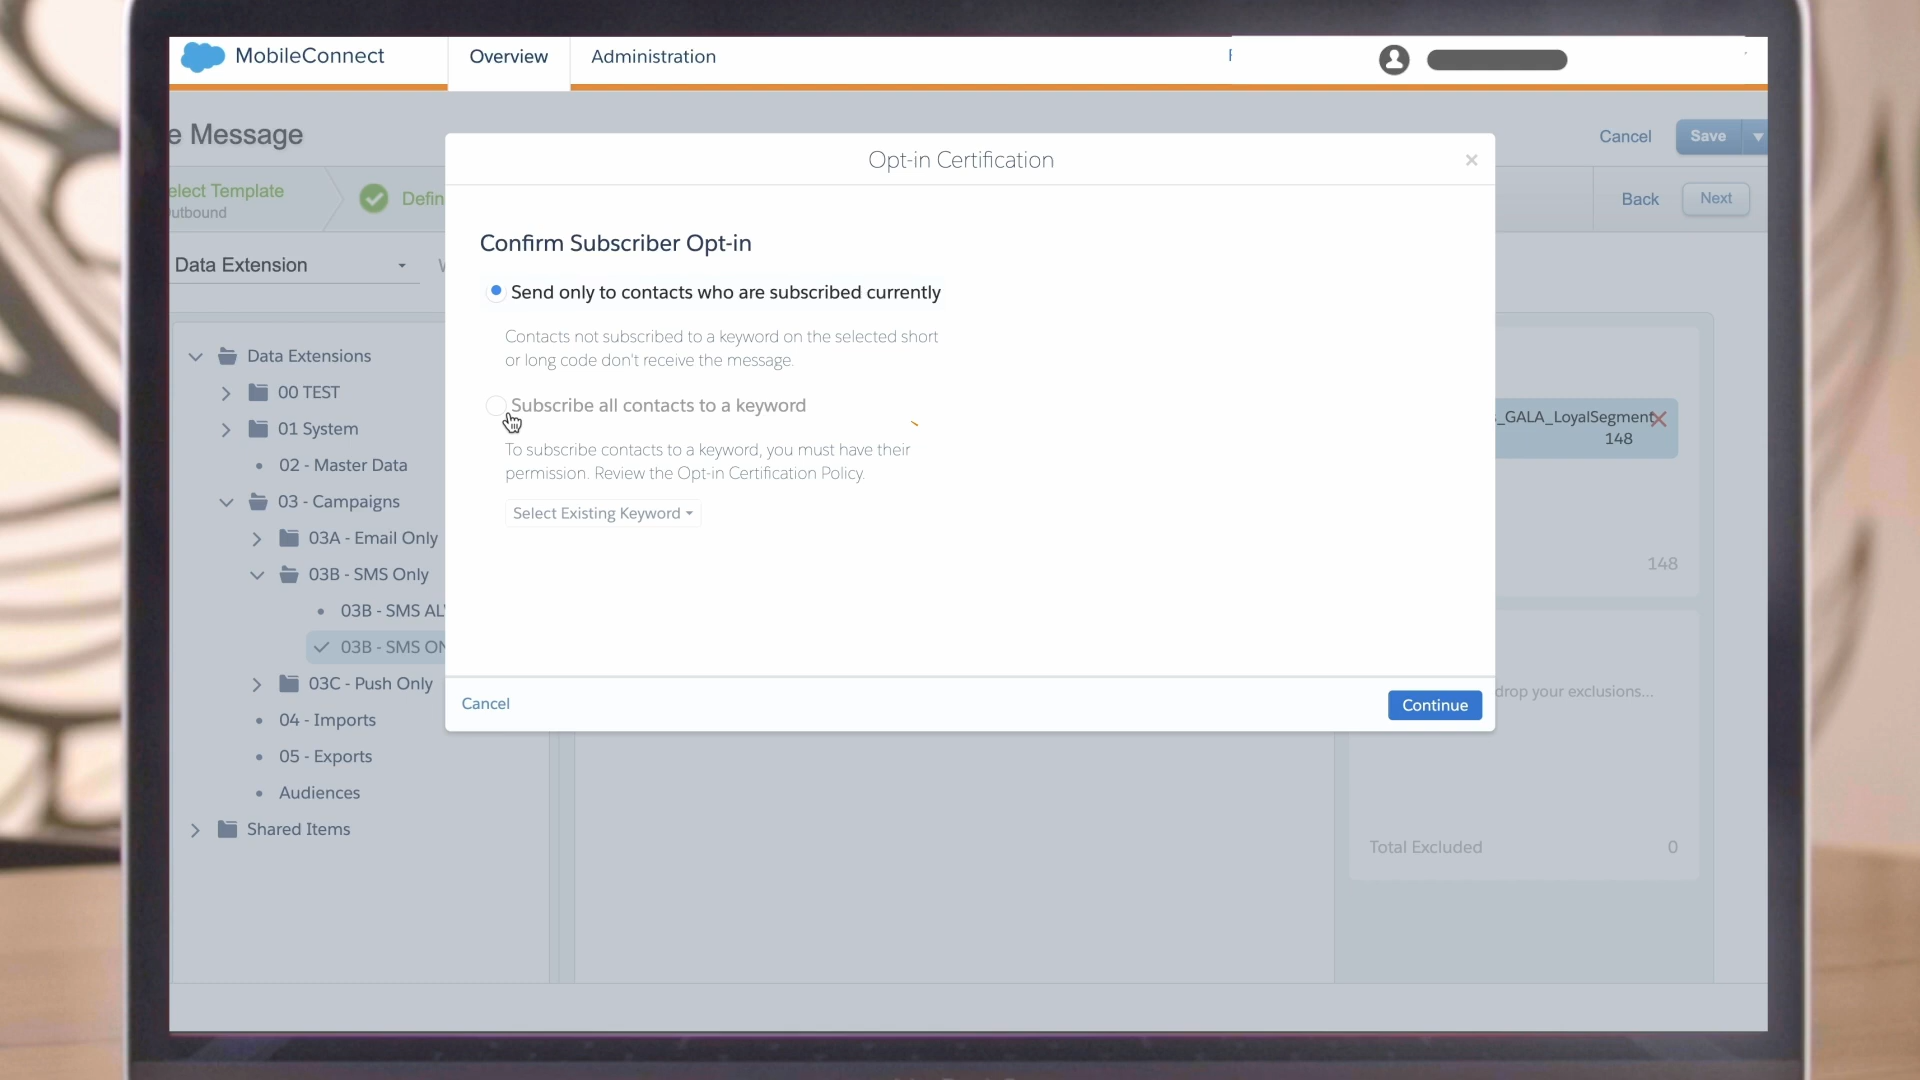 MobileConnect
Overview
Administration
e Message
Cancel
Save
elect Template
utbound
Defin
Back
Next
Data Extension
Opt-in Certification
Confirm Subscriber Opt-in
Send only to contacts who are subscribed currently
Contacts not subscribed to a keyword on the selected short
or long code don't receive the message.
Subscribe all contacts to a keyword
To subscribe contacts to a keyword, you must have their
permission. Review the Opt-in Certification Policy.
Select Existing Keyword
Cancel
Continue
Data Extensions
00 TEST
01 System
02 - Master Data
03 - Campaigns
03A - Email Only
03B - SMS Only
03B - SMS AL
03B - SMS ON
03C - Push Only
04 - Imports
05 - Exports
Audiences
Shared Items
_GALA_LoyalSegment
148
148
drop your exclusions...
Total Excluded
0